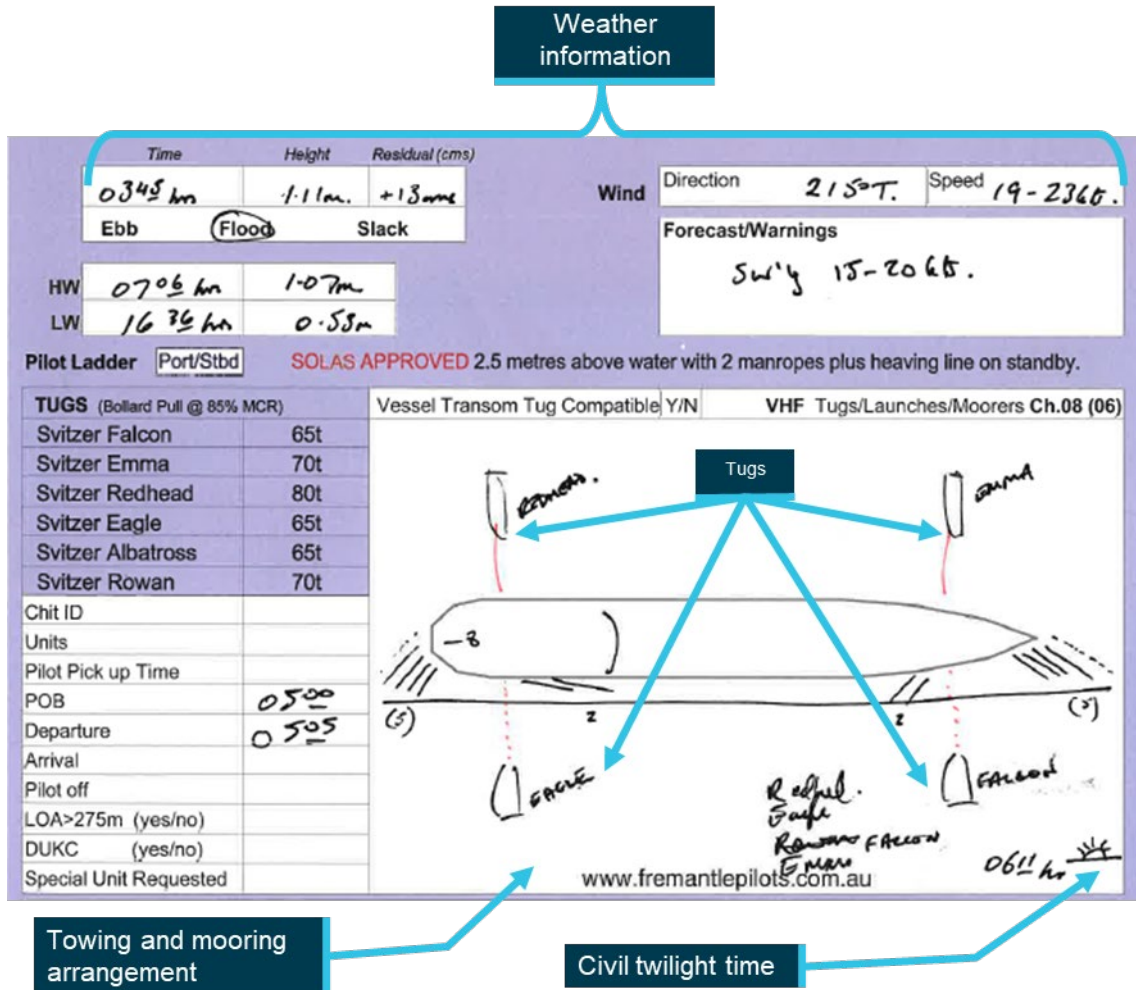 Weather
information
Time Height Residual (cms)
0345 hrs 1.11m. +13cms
Ebb Flood Slack
Wind Direction 215°T. Speed 19-23kt.
Forecast/Warnings
SW'ly 15-20kts.
HW 0706 hrs 1.07m
LW 1636 hrs 0.53m
Pilot Ladder Port/Stbd SOLAS APPROVED 2.5 metres above water with 2 manropes plus heaving line on standby.
TUGS (Bollard Pull @ 85% MCR)
Vessel Transom Tug Compatible Y/N VHF Tugs/Launches/Moorers Ch.08 (06)
Svitzer Falcon 65t
Svitzer Emma 70t
Svitzer Redhead 80t
Svitzer Eagle 65t
Svitzer Albatross 65t
Svitzer Rowan 70t
Chit ID
Units
Pilot Pick up Time
POB 0500
Departure 0505
Arrival
Pilot off
LOA>275m (yes/no)
DUKC (yes/no)
Special Unit Requested
Tugs
REDHEAD.
EMMA
-8
(5) 2 2 (5)
EAGLE
FALCON
Eagle
FALCON
Emma
0611 hr
www.fremantlepilots.com.au
Towing and mooring
arrangement
Civil twilight time